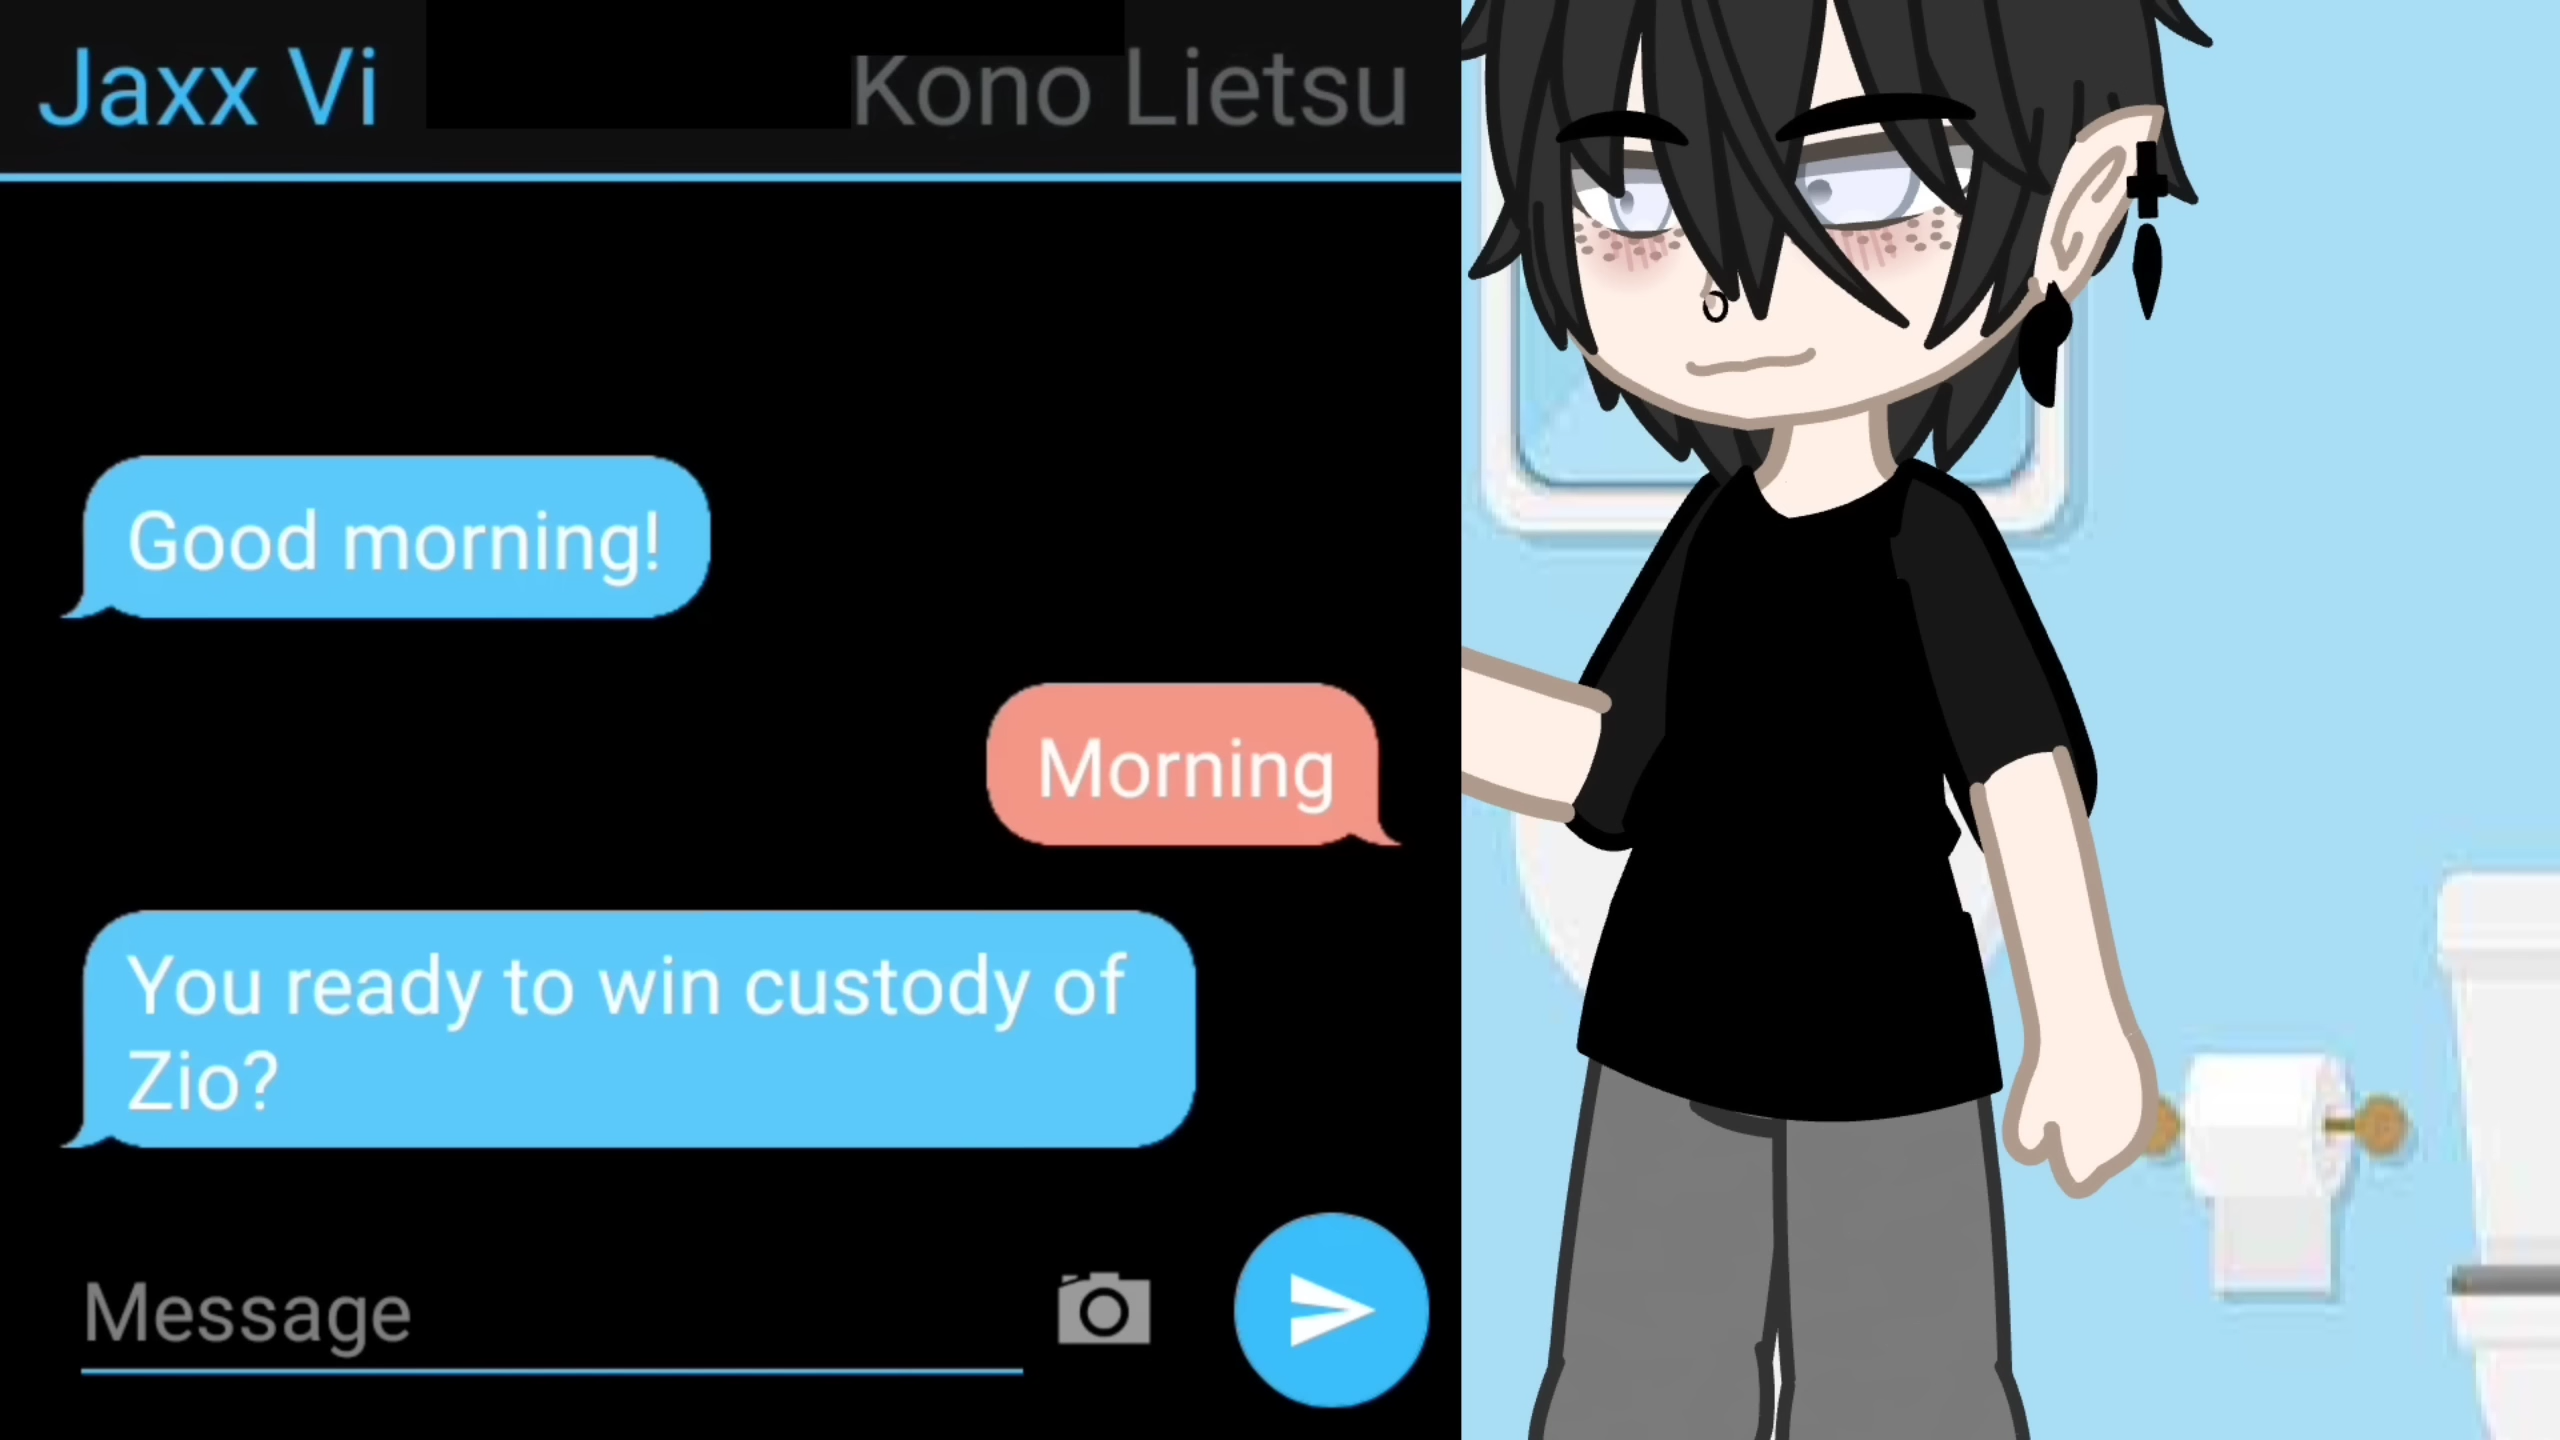 Jaxx Vi
Kono Lietsu
Good morning!
Morning
You ready to win custody of
Zio?
Message